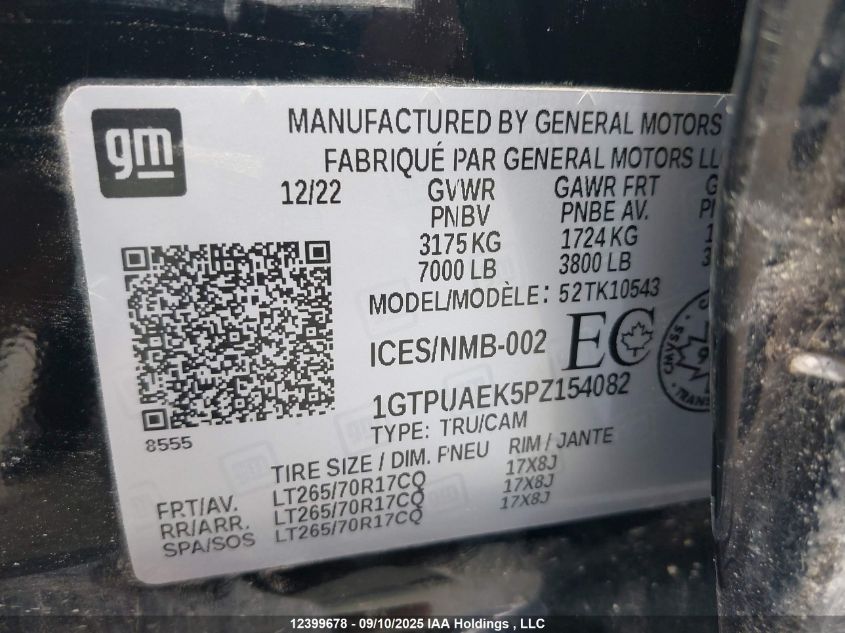 gm
MANUFACTURED BY GENERAL MOTORS
FABRIQUÉ PAR GENERAL MOTORS
12/22 GVWR GAWR FRT
PNBV PNBE AV.
3175 KG 1724 KG
7000 LB 3800 LB
MODEL/MODÈLE: 52TK10543
ICES/NMB-002 EC
CMVSS
1GTPUAEK5PZ154082
TYPE: TRU/CAM
8555
TIRE SIZE / DIM. PNEU RIM / JANTE
FRT/AV. LT265/70R17CQ 17X8J
RR/ARR. LT265/70R17CQ 17X8J
SPA/SOS LT265/70R17CQ 17X8J
12399678 - 09/10/2025 IAA Holdings , LLC